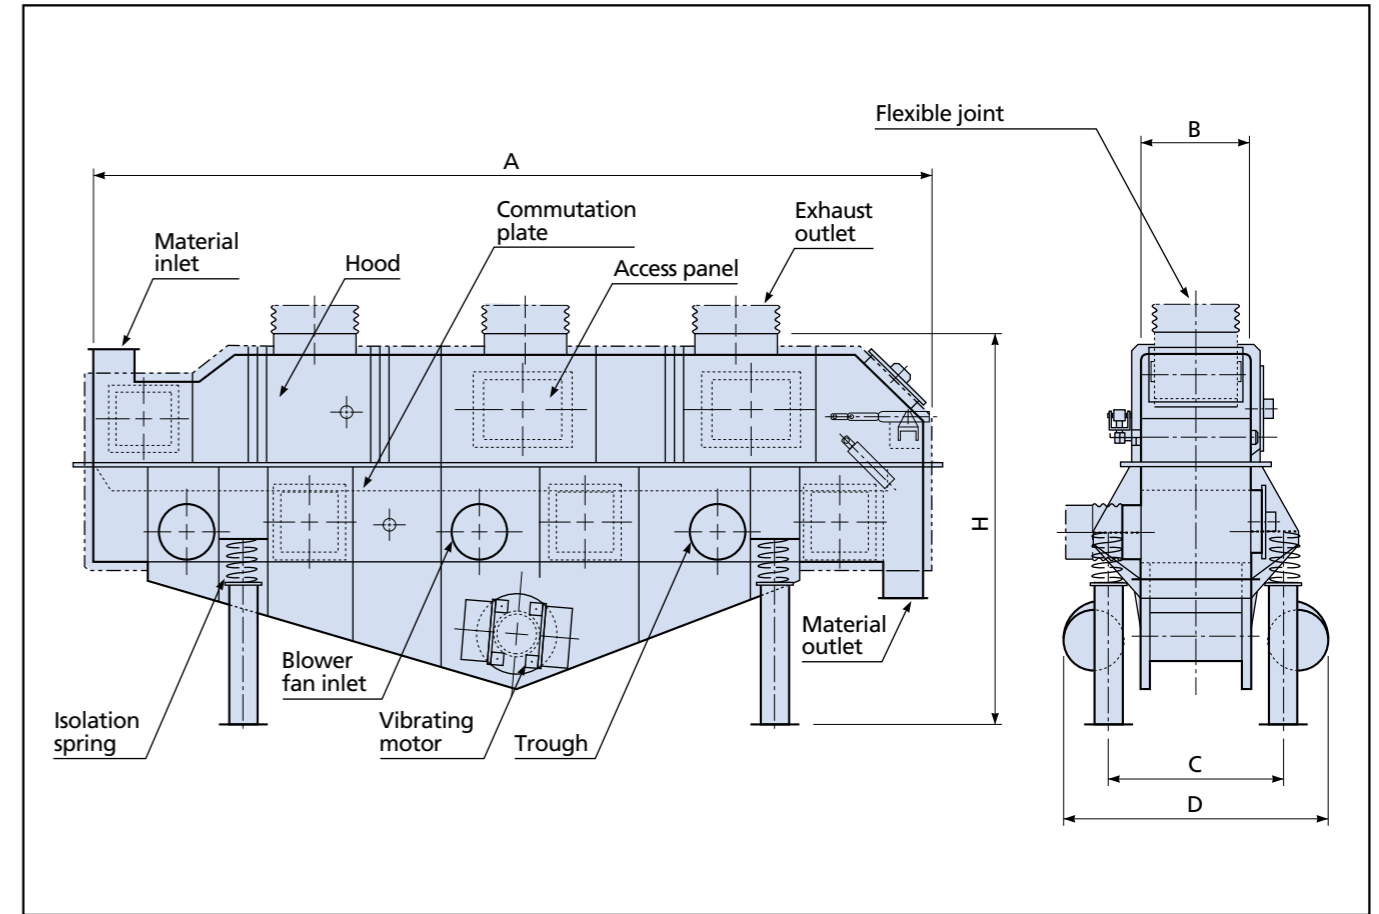 Flexible joint
B
A
Commutation
plate
Exhaust
outlet
Material
inlet
Hood
Access panel
H
Material
outlet
Blower
fan inlet
Isolation
spring
Vibrating
motor
Trough
C
D